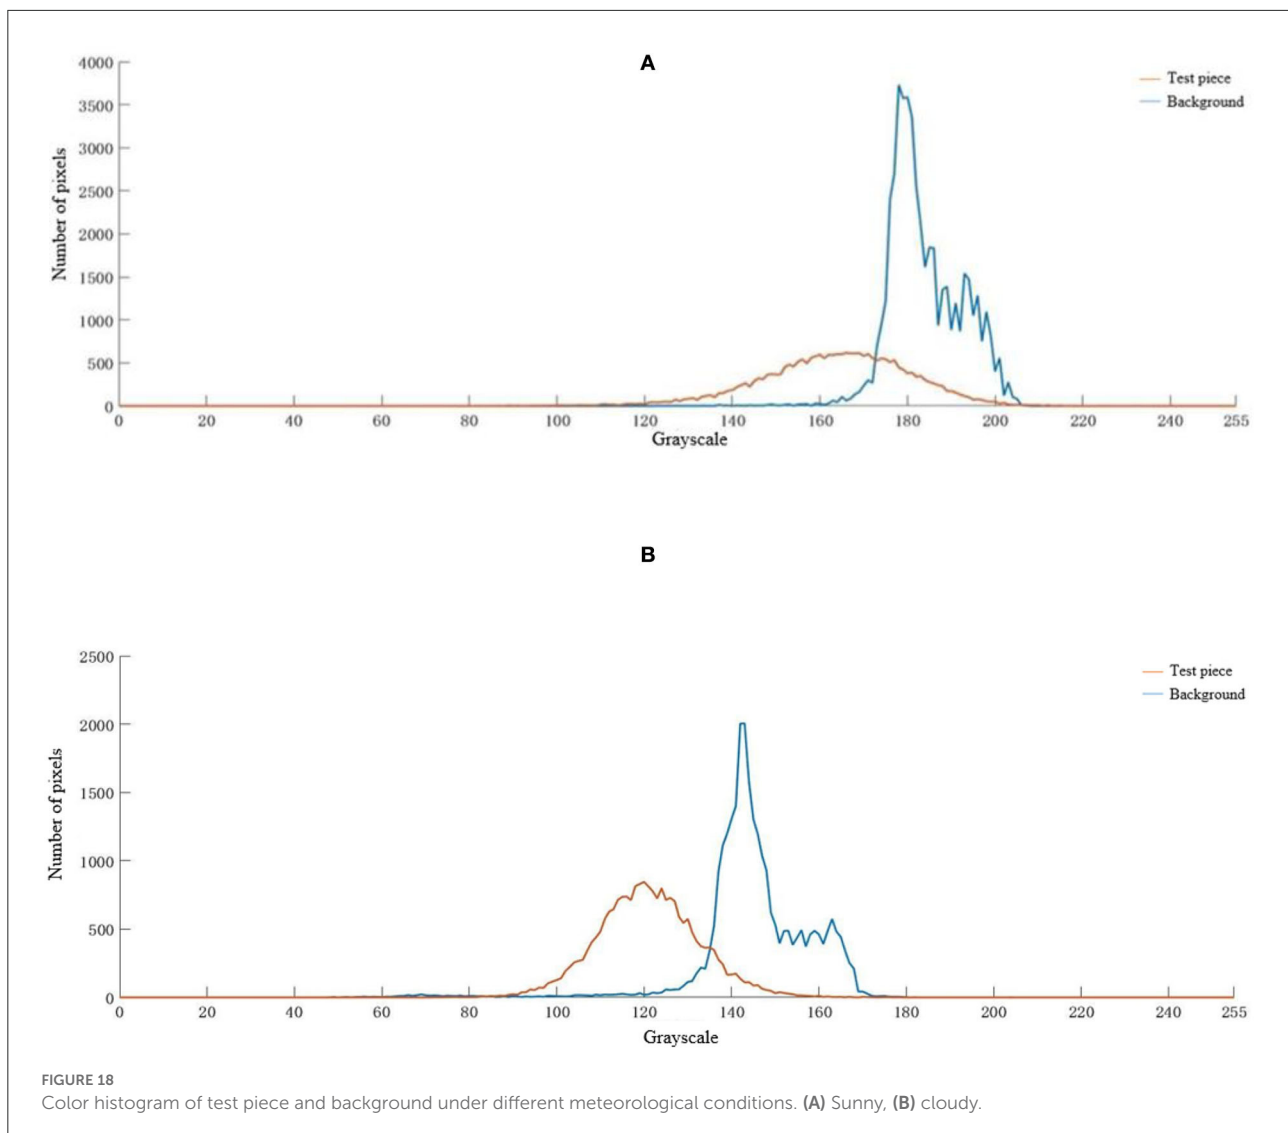 A
4000
3500
3000
2500
2000
1500
1000
500
0
Number of pixels
Test piece
Background
0 20 40 60 80 100 120 140 160 180 200 220 240 255
Grayscale
B
2500
2000
1500
1000
500
0
Number of pixels
Test piece
Background
0 20 40 60 80 100 120 140 160 180 200 220 240 255
Grayscale
FIGURE 18
Color histogram of test piece and background under different meteorological conditions. (A) Sunny, (B) cloudy.